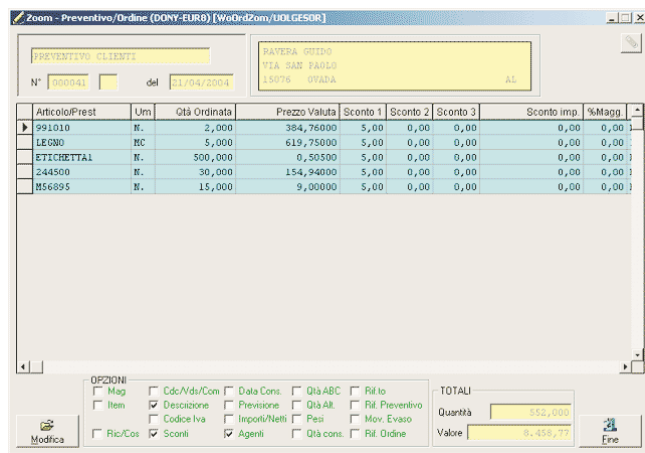 Zoom - Preventivo/Ordine (DONY-EUR8) [WoOrdZom/UOLGESOR]
PREVENTIVO CLIENTI
N° 000041 del 21/04/2004
RAVERA GUIDO
VIA SAN PAOLO
15076 OVADA AL
Articolo/Prest Um Qtà Ordinata Prezzo Valuta Sconto 1 Sconto 2 Sconto 3 Sconto imp. %Magg.
991010 N. 2,000 384,76000 5,00 0,00 0,00 0,00 0,00
LEGNO MC 5,000 619,75000 5,00 0,00 0,00 0,00 0,00
ETICHETTA1 N. 500,000 0,50500 5,00 0,00 0,00 0,00 0,00
244500 N. 30,000 154,94000 5,00 0,00 0,00 0,00 0,00
M56895 N. 15,000 9,00000 5,00 0,00 0,00 0,00 0,00
OPZIONI
Mag Cdc/Vds/Com Data Cons. Qtà ABC Rif.to
Item Descrizione Previsione Qtà Alt. Rif. Preventivo
Codice Iva Importi/Netti Pesi Mov. Evaso
Ric/Cos Sconti Agenti Qtà cons. Rif. Ordine
TOTALI
Quantità 552,000
Valore 8.458,77
Modifica
Fine